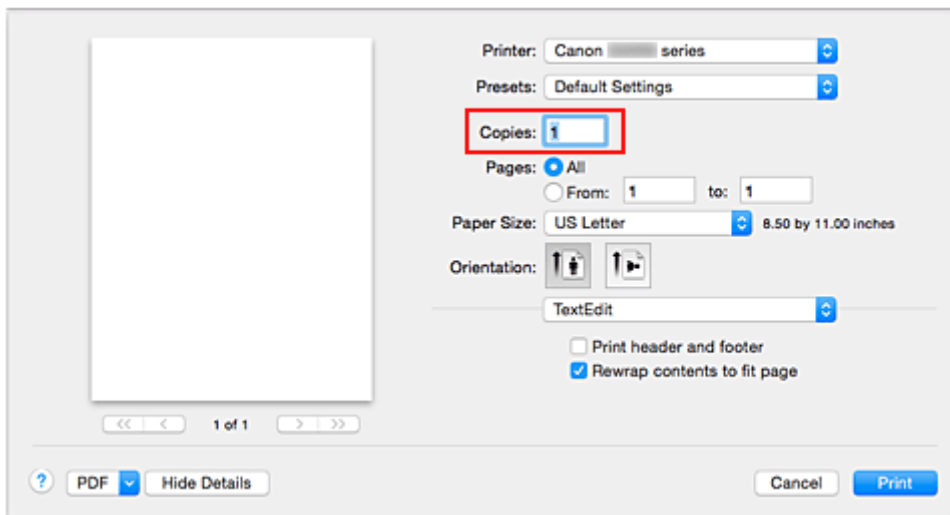 Printer: Canon series
Presets: Default Settings
Copies: 1
Pages: All
From: 1 to: 1
Paper Size: US Letter 8.50 by 11.00 inches
Orientation:
TextEdit
Print header and footer
Rewrap contents to fit page
<< < 1 of 1 > >>
? PDF Hide Details Cancel Print